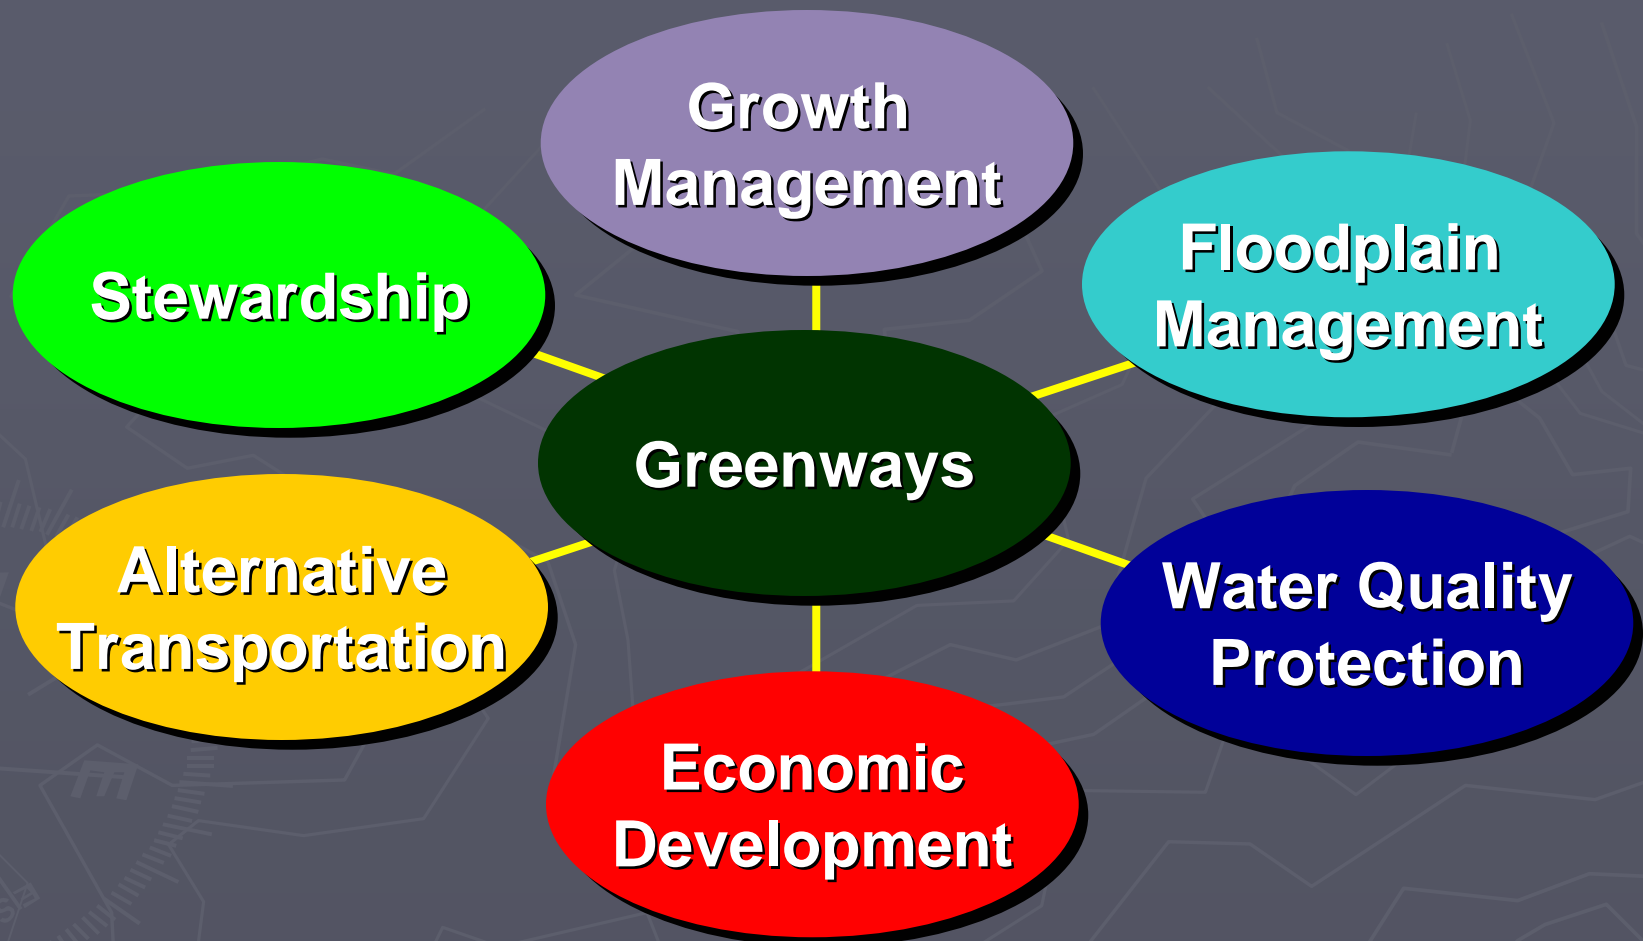 Growth
Management
Stewardship
Floodplain
Management
Greenways
Alternative
Transportation
Water Quality
Protection
Economic
Development